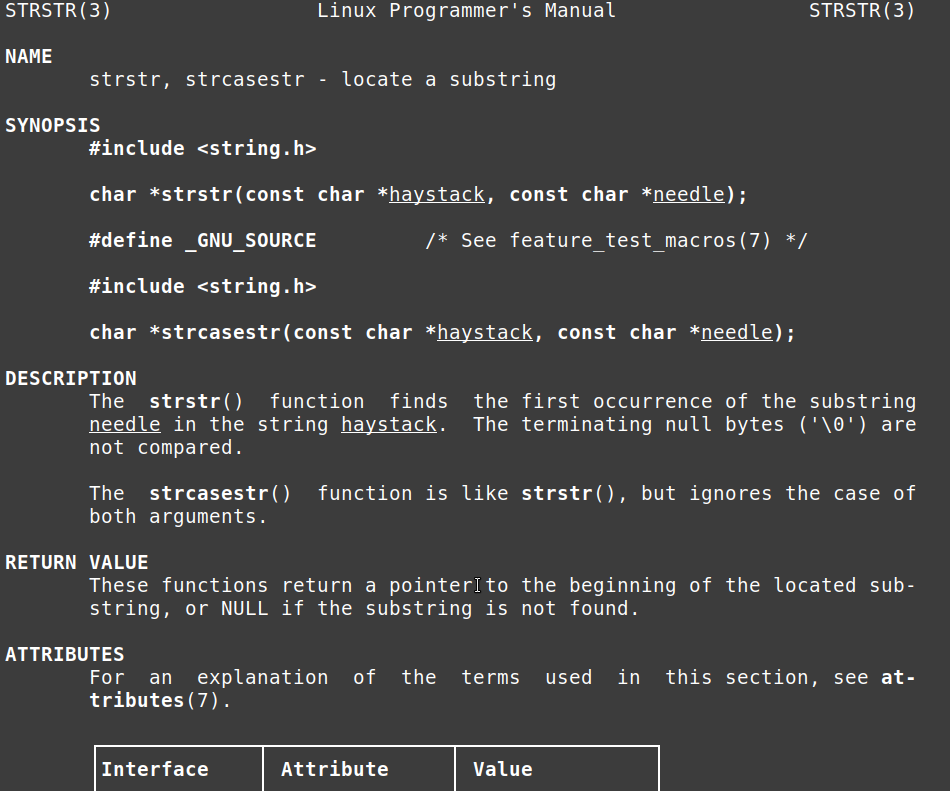 STRSTR(3) Linux Programmer's Manual STRSTR(3)
NAME
strstr, strcasestr - locate a substring
SYNOPSIS
#include <string.h>
char *strstr(const char *haystack, const char *needle);
#define _GNU_SOURCE /* See feature_test_macros(7) */
#include <string.h>
char *strcasestr(const char *haystack, const char *needle);
DESCRIPTION
The strstr() function finds the first occurrence of the substring
needle in the string haystack. The terminating null bytes ('\0') are
not compared.
The strcasestr() function is like strstr(), but ignores the case of
both arguments.
RETURN VALUE
These functions return a pointer to the beginning of the located sub-
string, or NULL if the substring is not found.
ATTRIBUTES
For an explanation of the terms used in this section, see at-
tributes(7).
Interface Attribute Value